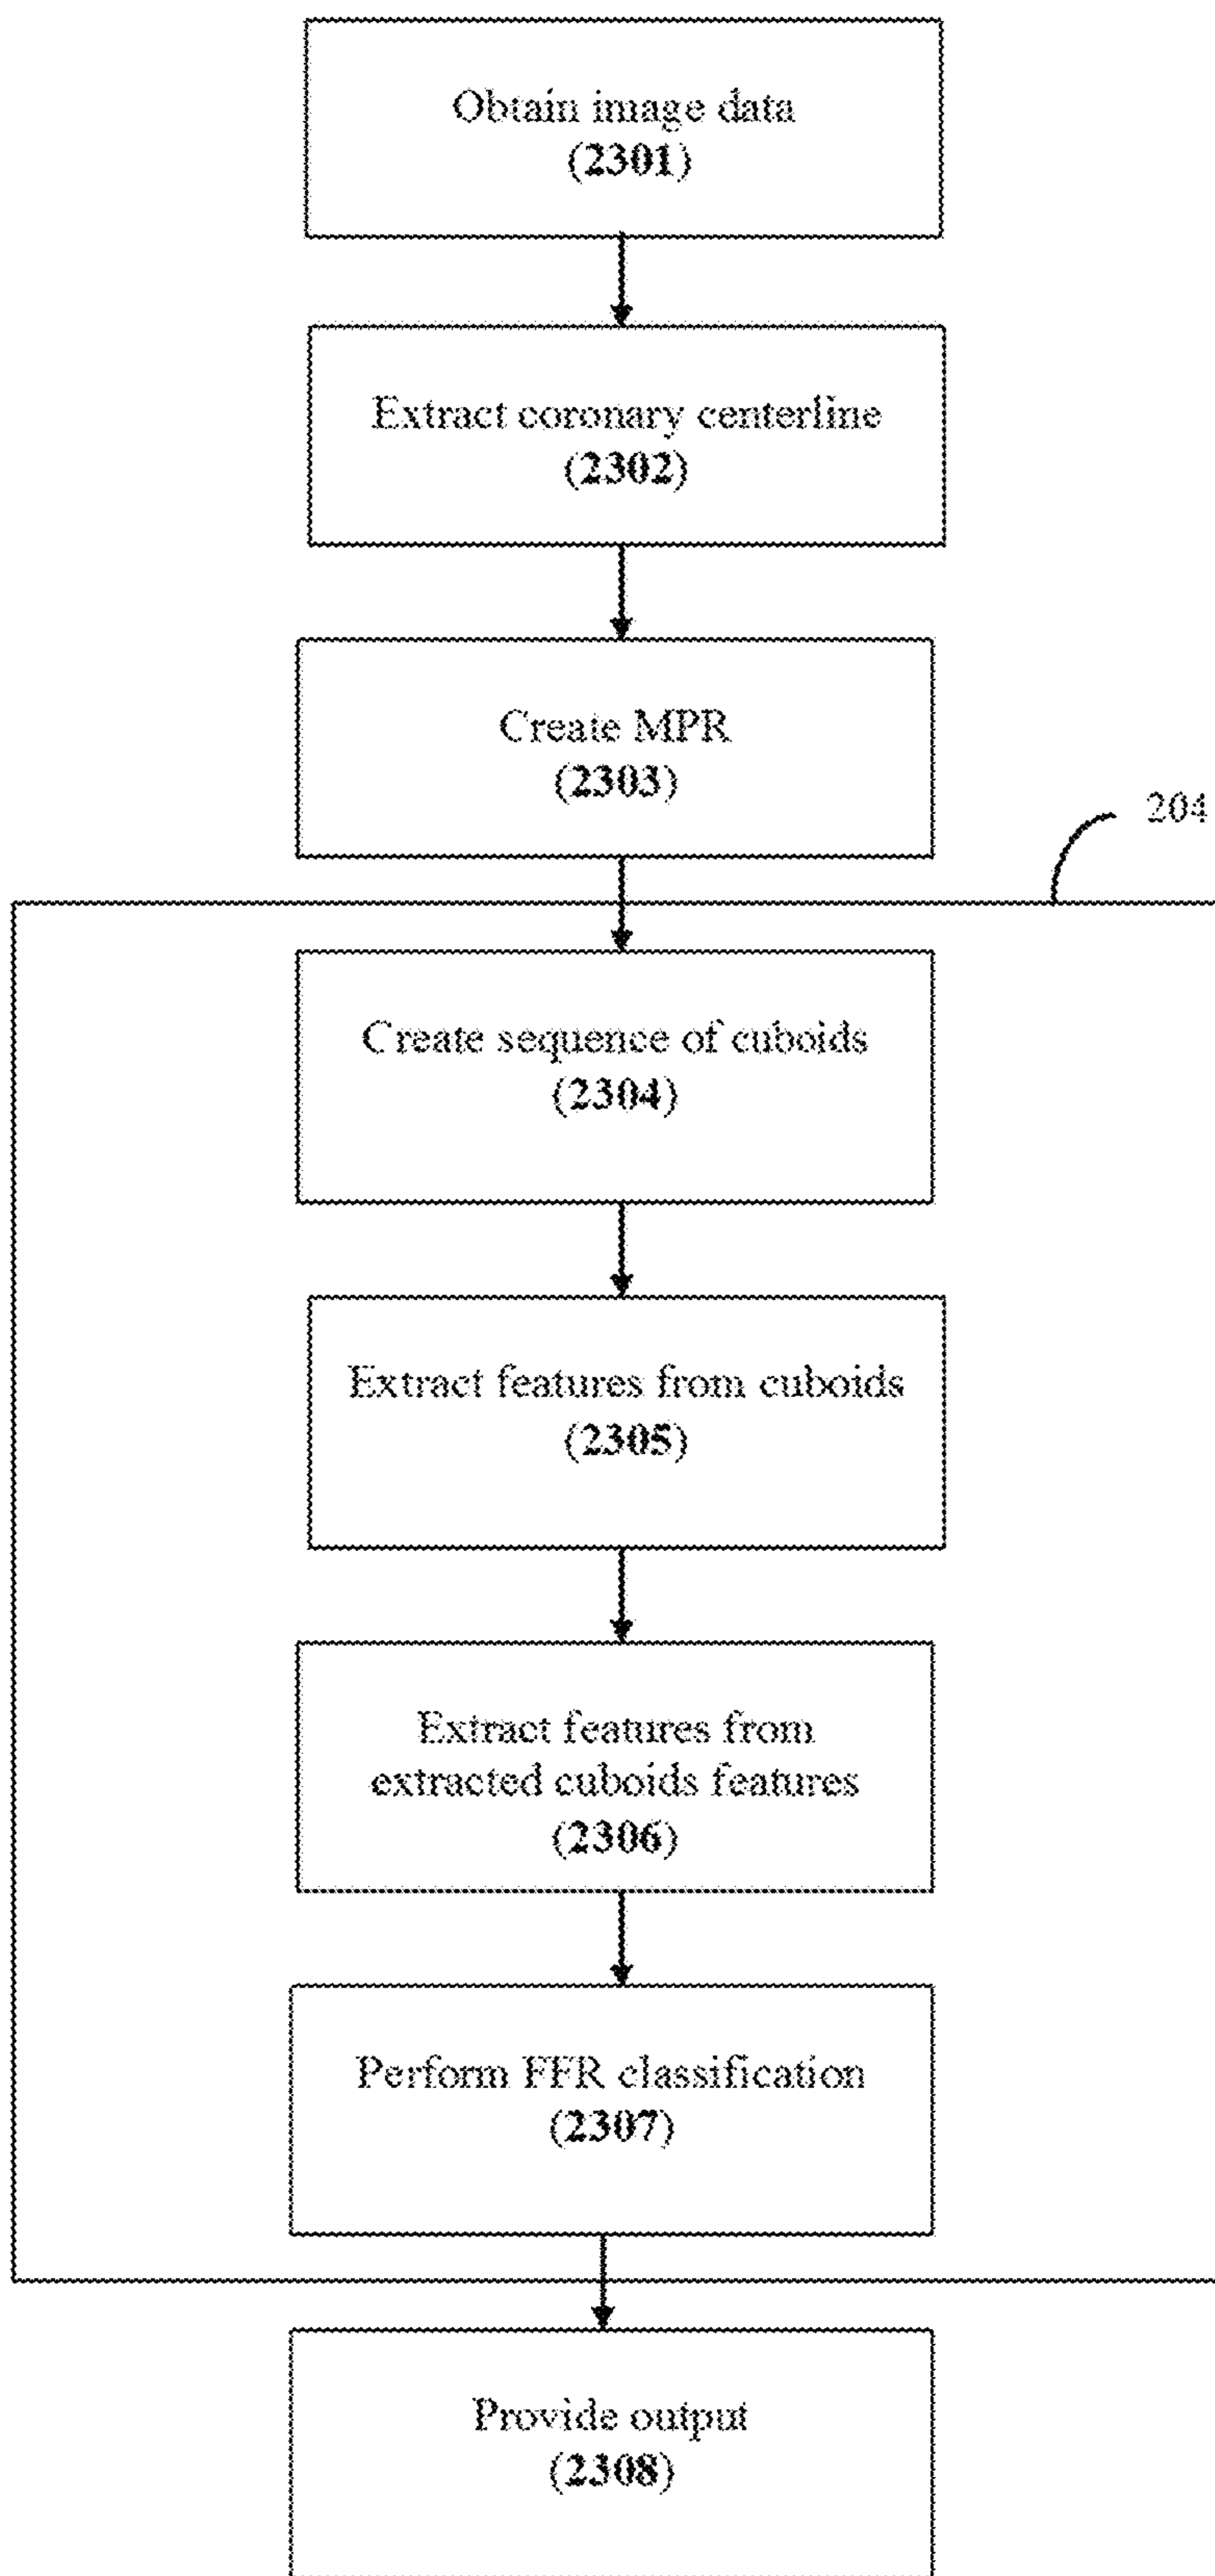 Obtain image data
(2301)
Extract coronary centerline
(2302)
Create MPR
(2303)
204
Create sequence of cuboids
(2304)
Extract features from cuboids
(2305)
Extract features from
extracted cuboids features
(2306)
Perform FFR classification
(2307)
Provide output
(2308)